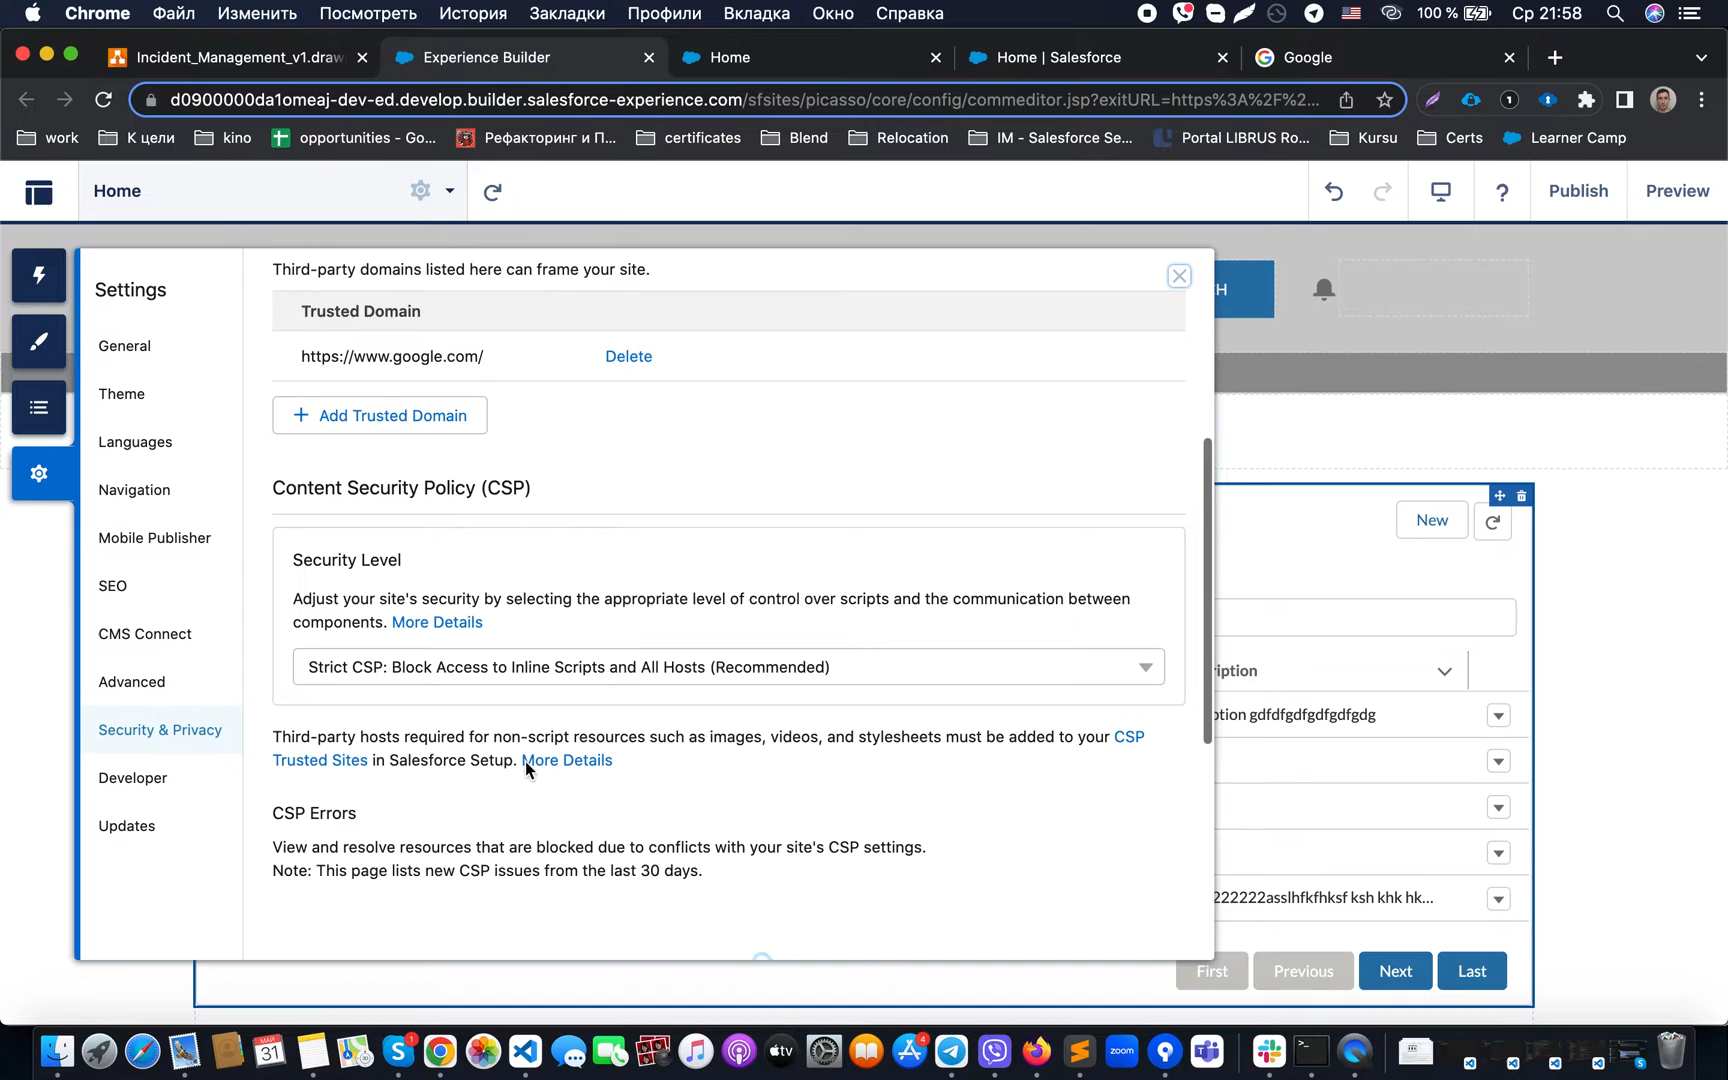 Chrome Файл Изменить Посмотреть История Закладки Профили Вкладка Окно Справка 100 % Ср 21:58
Incident_Management_v1.draw Experience Builder Home Home | Salesforce Google
d0900000da1omeaj-dev-ed.develop.builder.salesforce-experience.com/sfsites/picasso/core/config/commeditor.jsp?exitURL=https%3A%2F%2...
work К цели kino opportunities - Go... Рефакторинг и П... certificates Blend Relocation IM - Salesforce Se... Portal LIBRUS Ro... Kursu Certs Learner Camp
Home Publish Preview
Settings
General
Theme
Languages
Navigation
Mobile Publisher
SEO
CMS Connect
Advanced
Security & Privacy
Developer
Updates
Third-party domains listed here can frame your site.
Trusted Domain
https://www.google.com/ Delete
+ Add Trusted Domain
Content Security Policy (CSP)
Security Level
Adjust your site's security by selecting the appropriate level of control over scripts and the communication between
components. More Details
Strict CSP: Block Access to Inline Scripts and All Hosts (Recommended)
Third-party hosts required for non-script resources such as images, videos, and stylesheets must be added to your CSP
Trusted Sites in Salesforce Setup. More Details
CSP Errors
View and resolve resources that are blocked due to conflicts with your site's CSP settings.
Note: This page lists new CSP issues from the last 30 days.
CH
New
ription
ption gdfdfgdfgdfgdfgdg
222222asslhfkfhksf ksh khk hk...
First Previous Next Last
МАЙ
31
1
tv
4
zoom